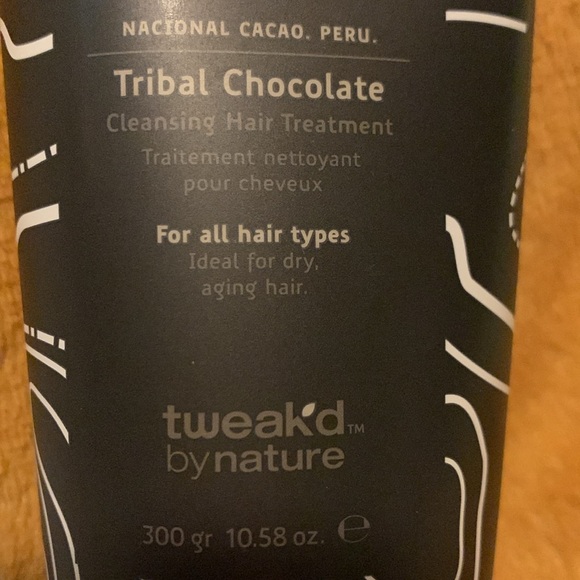 NACIONAL CACAO. PERU.
Tribal Chocolate
Cleansing Hair Treatment
Traitement nettoyant
pour cheveux
For all hair types
Ideal for dry,
aging hair.
tweak'd™
by nature
300 gr 10.58 oz. ℮